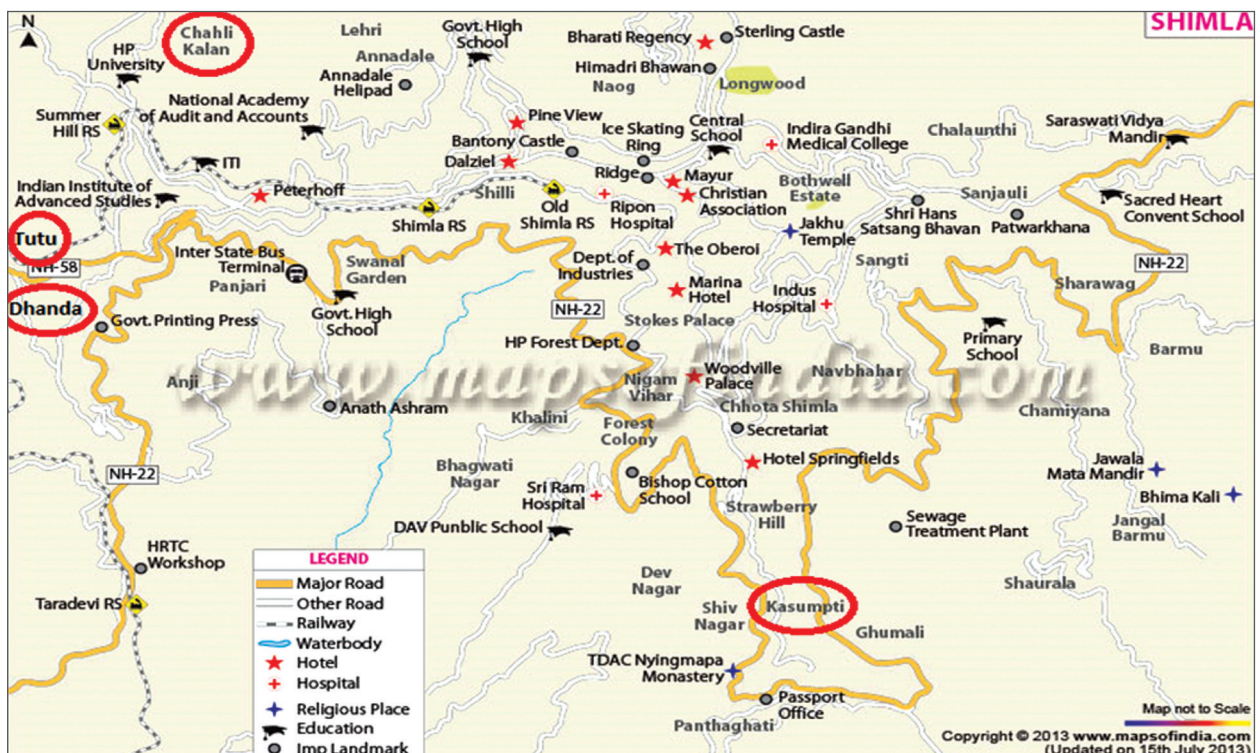 SHIMLA
N
Chahli
Kalan
Lehri
Govt. High
School
Bharati Regency
Sterling Castle
HP
University
Annadale
Annadale
Helipad
Himadri Bhawan
Naog
Longwood
Summer
Hill RS
National Academy
of Audit and Accounts
Pine View
Bantony Castle
Ice Skating
Ring
Central
School
Indira Gandhi
Medical College
Chalaunthi
Saraswati Vidya
Mandir
ITI
Dalziel
Ridge
Mayur
Bothwell
Estate
Indian Institute of
Advanced Studies
Peterhoff
Shilli
Shimla RS
Old
Shimla RS
Ripon
Hospital
Christian
Association
Sanjauli
Sacred Heart
Convent School
Shri Hans
Satsang Bhavan
Patwarkhana
Jakhu
Temple
Tutu
NH-58
Inter State Bus
Terminal
Panjari
Swanal
Garden
The Oberoi
Dept. of
Industries
Sangti
NH-22
Sharawag
Dhanda
Govt. Printing Press
Govt. High
School
NH-22
Marina
Hotel
Indus
Hospital
Stokes Palace
HP Forest Dept.
Primary
School
Barmu
www.mapsofindia.com
Anji
Anath Ashram
Nigam
Vihar
Woodville
Palace
Navbhahar
Khalini
Chhota Shimla
Chamiyana
Forest
Colony
Secretariat
NH-22
Bhagwati
Nagar
Hotel Springfields
Jawala
Mata Mandir
Sri Ram
Hospital
Bishop Cotton
School
Bhima Kali
Strawberry
Hill
DAV Punblic School
Sewage
Treatment Plant
Jangal
Barmu
HRTC
Workshop
Dev
Nagar
Shaurala
Taradevi RS
Shiv
Nagar
Kasumpti
Ghumali
TDAC Nyingmapa
Monastery
Passport
Office
Panthaghati
LEGEND
Major Road
Other Road
Railway
Waterbody
Hotel
Hospital
Religious Place
Education
Imp Landmark
Map not to Scale
Copyright © 2013 www.mapsofindia.com
(Updated on 15th July 2013)